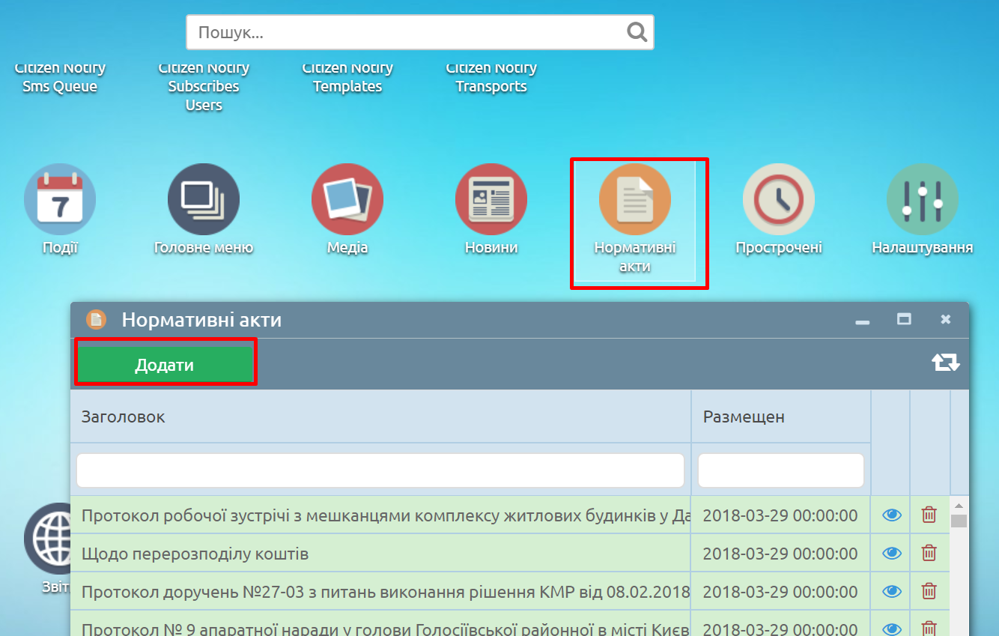 Пошук...
Citizen Notify
Sms Queue
Citizen Notify
Subscribes
Users
Citizen Notify
Templates
Citizen Notify
Transports
7
Події
Головне меню
Медіа
Новини
Нормативні
акти
Прострочені
Налаштування
Нормативні акти
Додати
Заголовок
Размещен
Протокол робочої зустрічі з мешканцями комплексу житлових будинків у Да
2018-03-29 00:00:00
Щодо перерозподілу коштів
2018-03-29 00:00:00
Протокол доручень №27-03 з питань виконання рішення КМР від 08.02.2018
2018-03-29 00:00:00
Протокол № 9 апаратної наради у голови Голосіївської районної в місті Києв
2018-03-29 00:00:00
Звіт